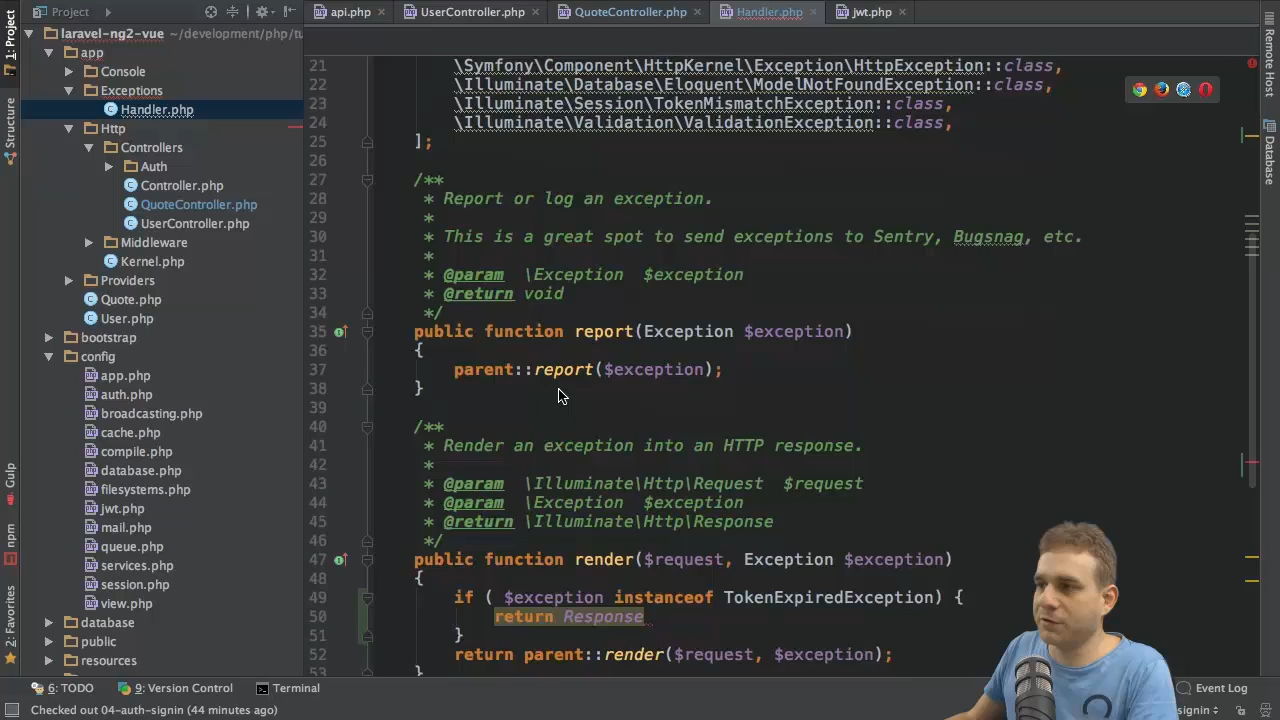 1: Project
Structure
Gulp
npm
2: Favorites
Project
api.php
UserController.php
QuoteController.php
Handler.php
jwt.php
laravel-ng2-vue ~/development/php/tu
app
Console
Exceptions
Handler.php
Http
Controllers
Auth
Controller.php
QuoteController.php
UserController.php
Middleware
Kernel.php
Providers
Quote.php
User.php
bootstrap
config
app.php
auth.php
broadcasting.php
cache.php
compile.php
database.php
filesystems.php
jwt.php
mail.php
queue.php
services.php
session.php
view.php
database
public
resources
21 \Symfony\Component\HttpKernel\Exception\HttpException::class,
22 \Illuminate\Database\Eloquent\ModelNotFoundException::class,
23 \Illuminate\Session\TokenMismatchException::class,
24 \Illuminate\Validation\ValidationException::class,
25 ];
26
27 /**
28 * Report or log an exception.
29 *
30 * This is a great spot to send exceptions to Sentry, Bugsnag, etc.
31 *
32 * @param \Exception $exception
33 * @return void
34 */
35 public function report(Exception $exception)
36 {
37 parent::report($exception);
38 }
39
40 /**
41 * Render an exception into an HTTP response.
42 *
43 * @param \Illuminate\Http\Request $request
44 * @param \Exception $exception
45 * @return \Illuminate\Http\Response
46 */
47 public function render($request, Exception $exception)
48 {
49 if ( $exception instanceof TokenExpiredException) {
50 return Response
51 }
52 return parent::render($request, $exception);
53 }
Remote Host
Database
6: TODO
9: Version Control
Terminal
Event Log
Checked out 04-auth-signin (44 minutes ago)
signin